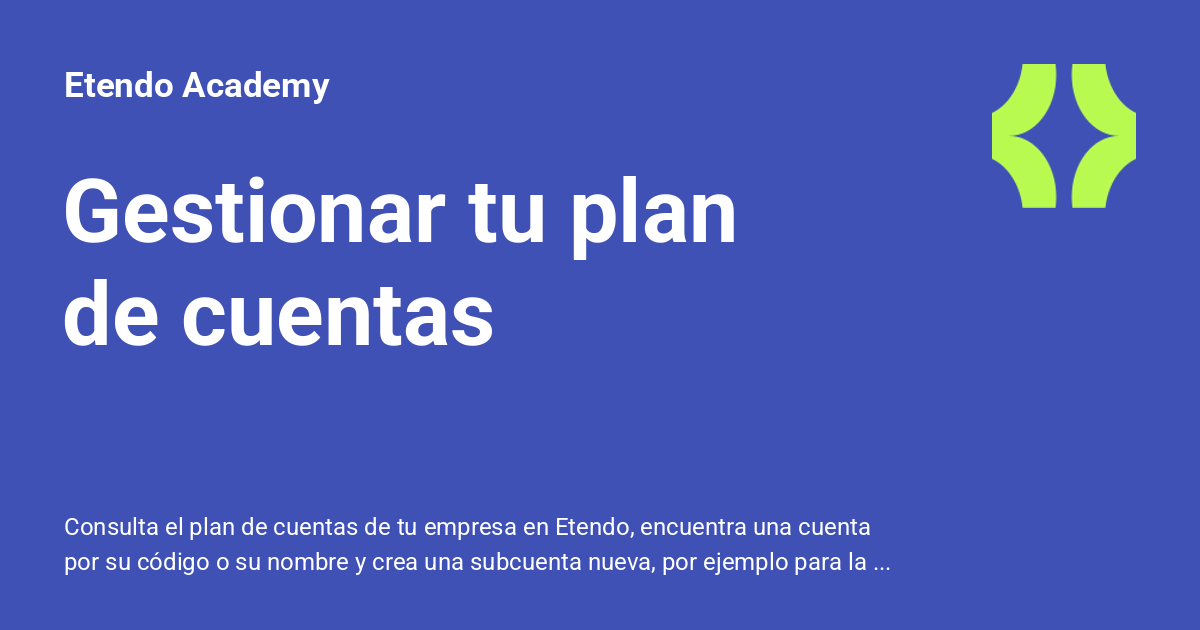 Etendo Academy
Gestionar tu plan
de cuentas
Consulta el plan de cuentas de tu empresa en Etendo, encuentra una cuenta
por su código o su nombre y crea una subcuenta nueva, por ejemplo para la ...